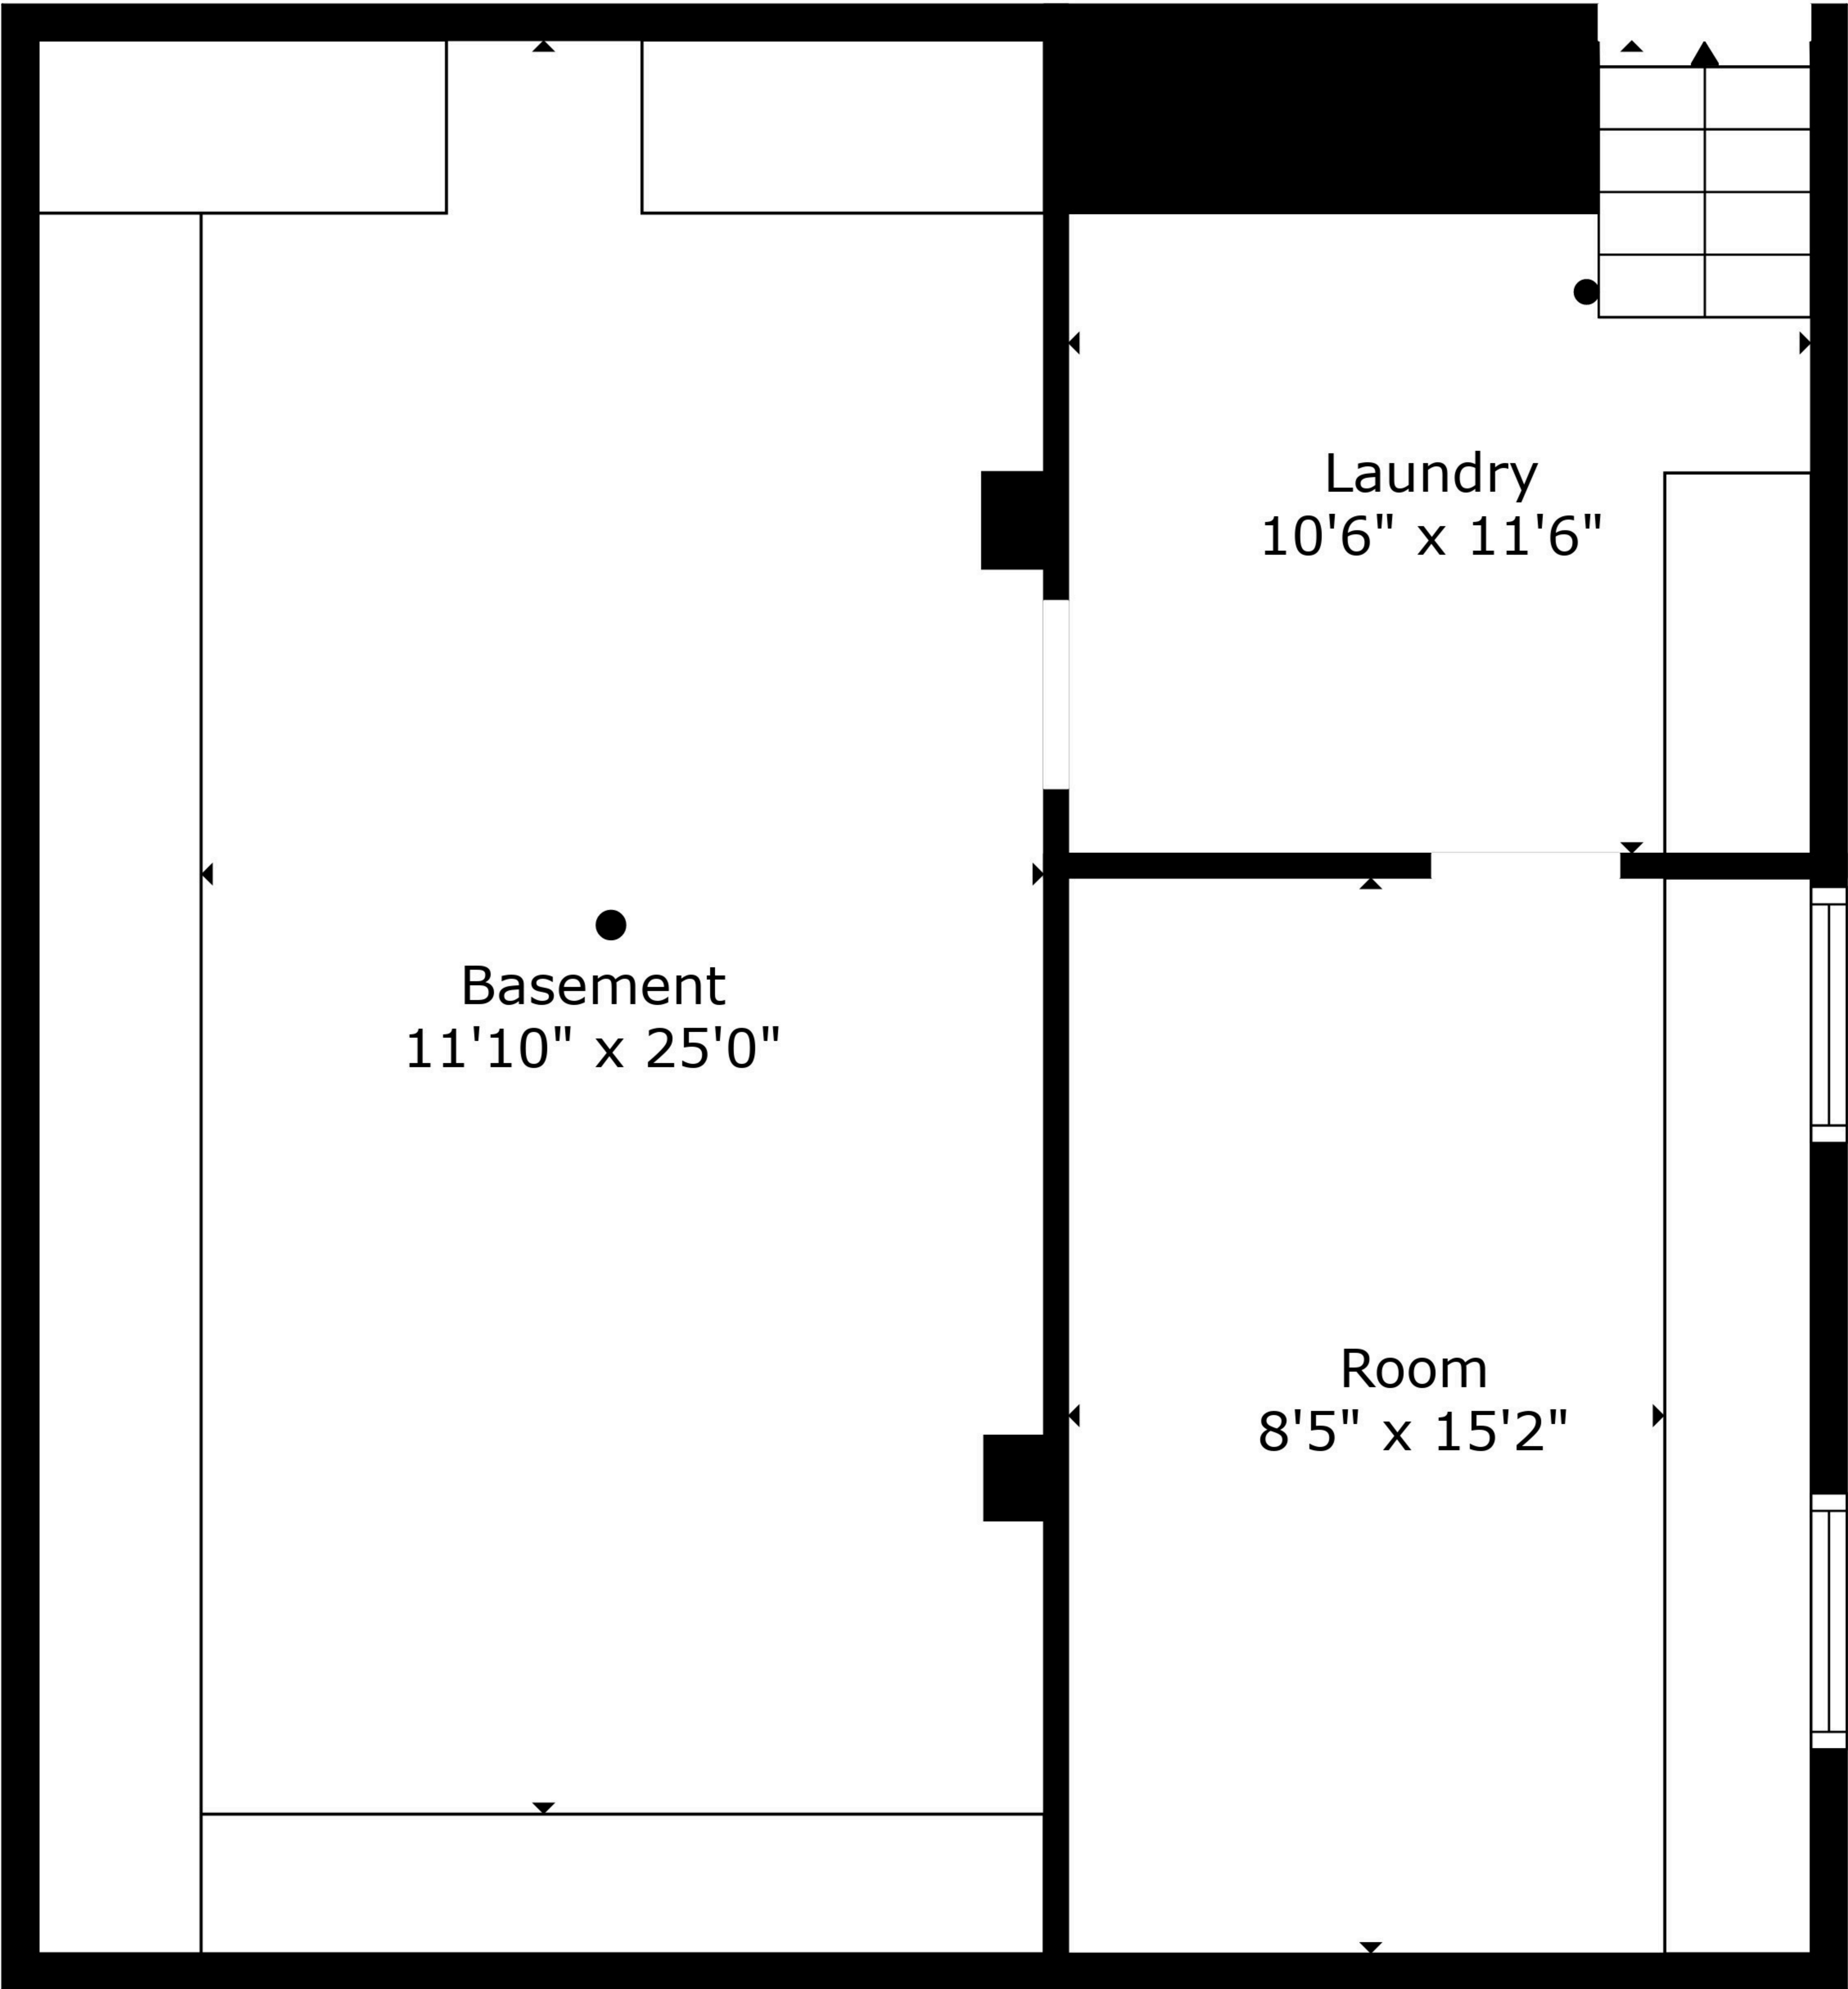 Laundry
10'6" x 11'6"
Basement
11'10" x 25'0"
Room
8'5" x 15'2"